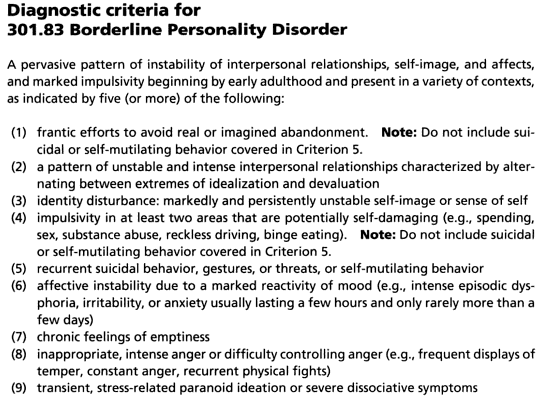 Diagnostic criteria for
301.83 Borderline Personality Disorder
A pervasive pattern of instability of interpersonal relationships, self-image, and affects,
and marked impulsivity beginning by early adulthood and present in a variety of contexts,
as indicated by five (or more) of the following:
(1) frantic efforts to avoid real or imagined abandonment. Note: Do not include sui-
cidal or self-mutilating behavior covered in Criterion 5.
(2) a pattern of unstable and intense interpersonal relationships characterized by alter-
nating between extremes of idealization and devaluation
(3) identity disturbance: markedly and persistently unstable self-image or sense of self
(4) impulsivity in at least two areas that are potentially self-damaging (e.g., spending,
sex, substance abuse, reckless driving, binge eating). Note: Do not include suicidal
or self-mutilating behavior covered in Criterion 5.
(5) recurrent suicidal behavior, gestures, or threats, or self-mutilating behavior
(6) affective instability due to a marked reactivity of mood (e.g., intense episodic dys-
phoria, irritability, or anxiety usually lasting a few hours and only rarely more than a
few days)
(7) chronic feelings of emptiness
(8) inappropriate, intense anger or difficulty controlling anger (e.g., frequent displays of
temper, constant anger, recurrent physical fights)
(9) transient, stress-related paranoid ideation or severe dissociative symptoms